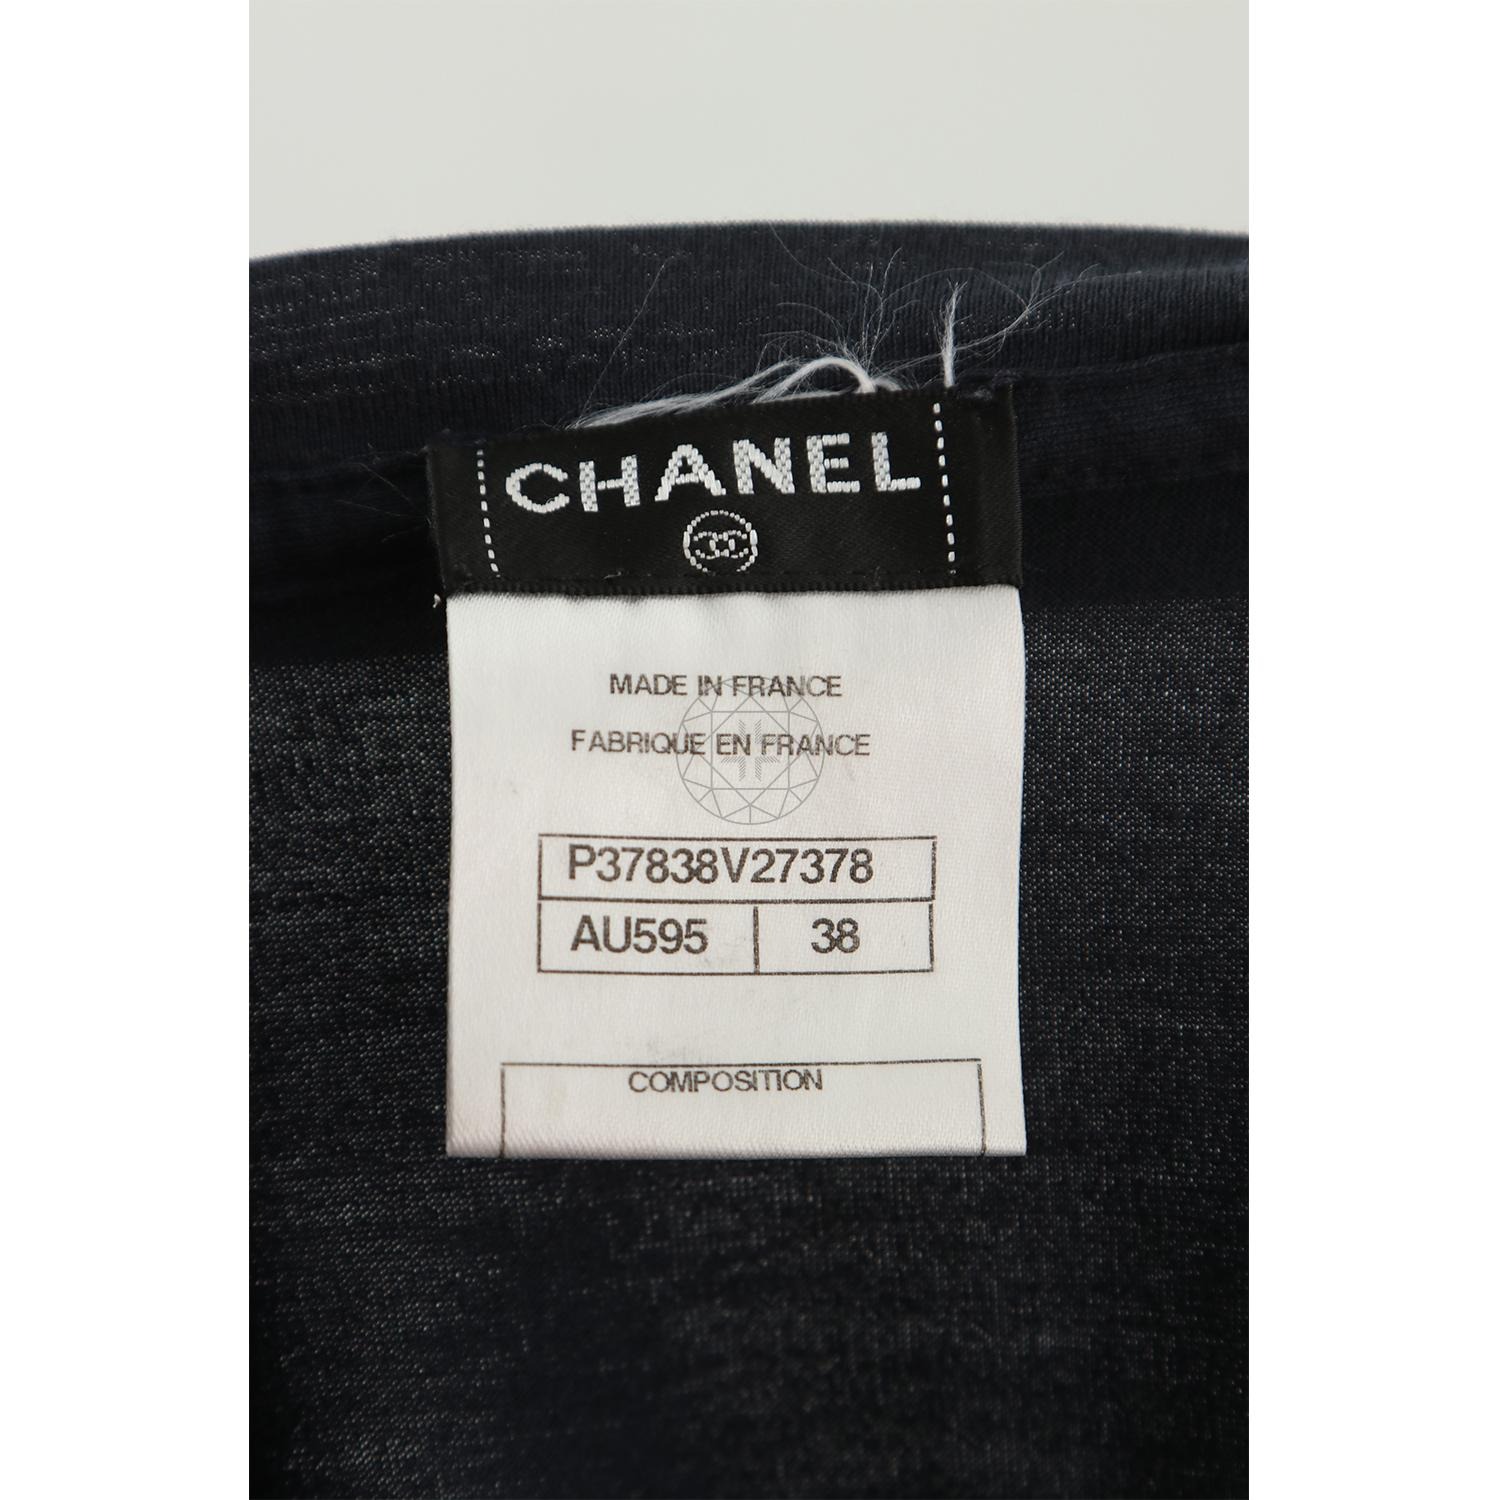 CHANEL
MADE IN FRANCE
FABRIQUE EN FRANCE
P37838V27378
AU595 38
COMPOSITION